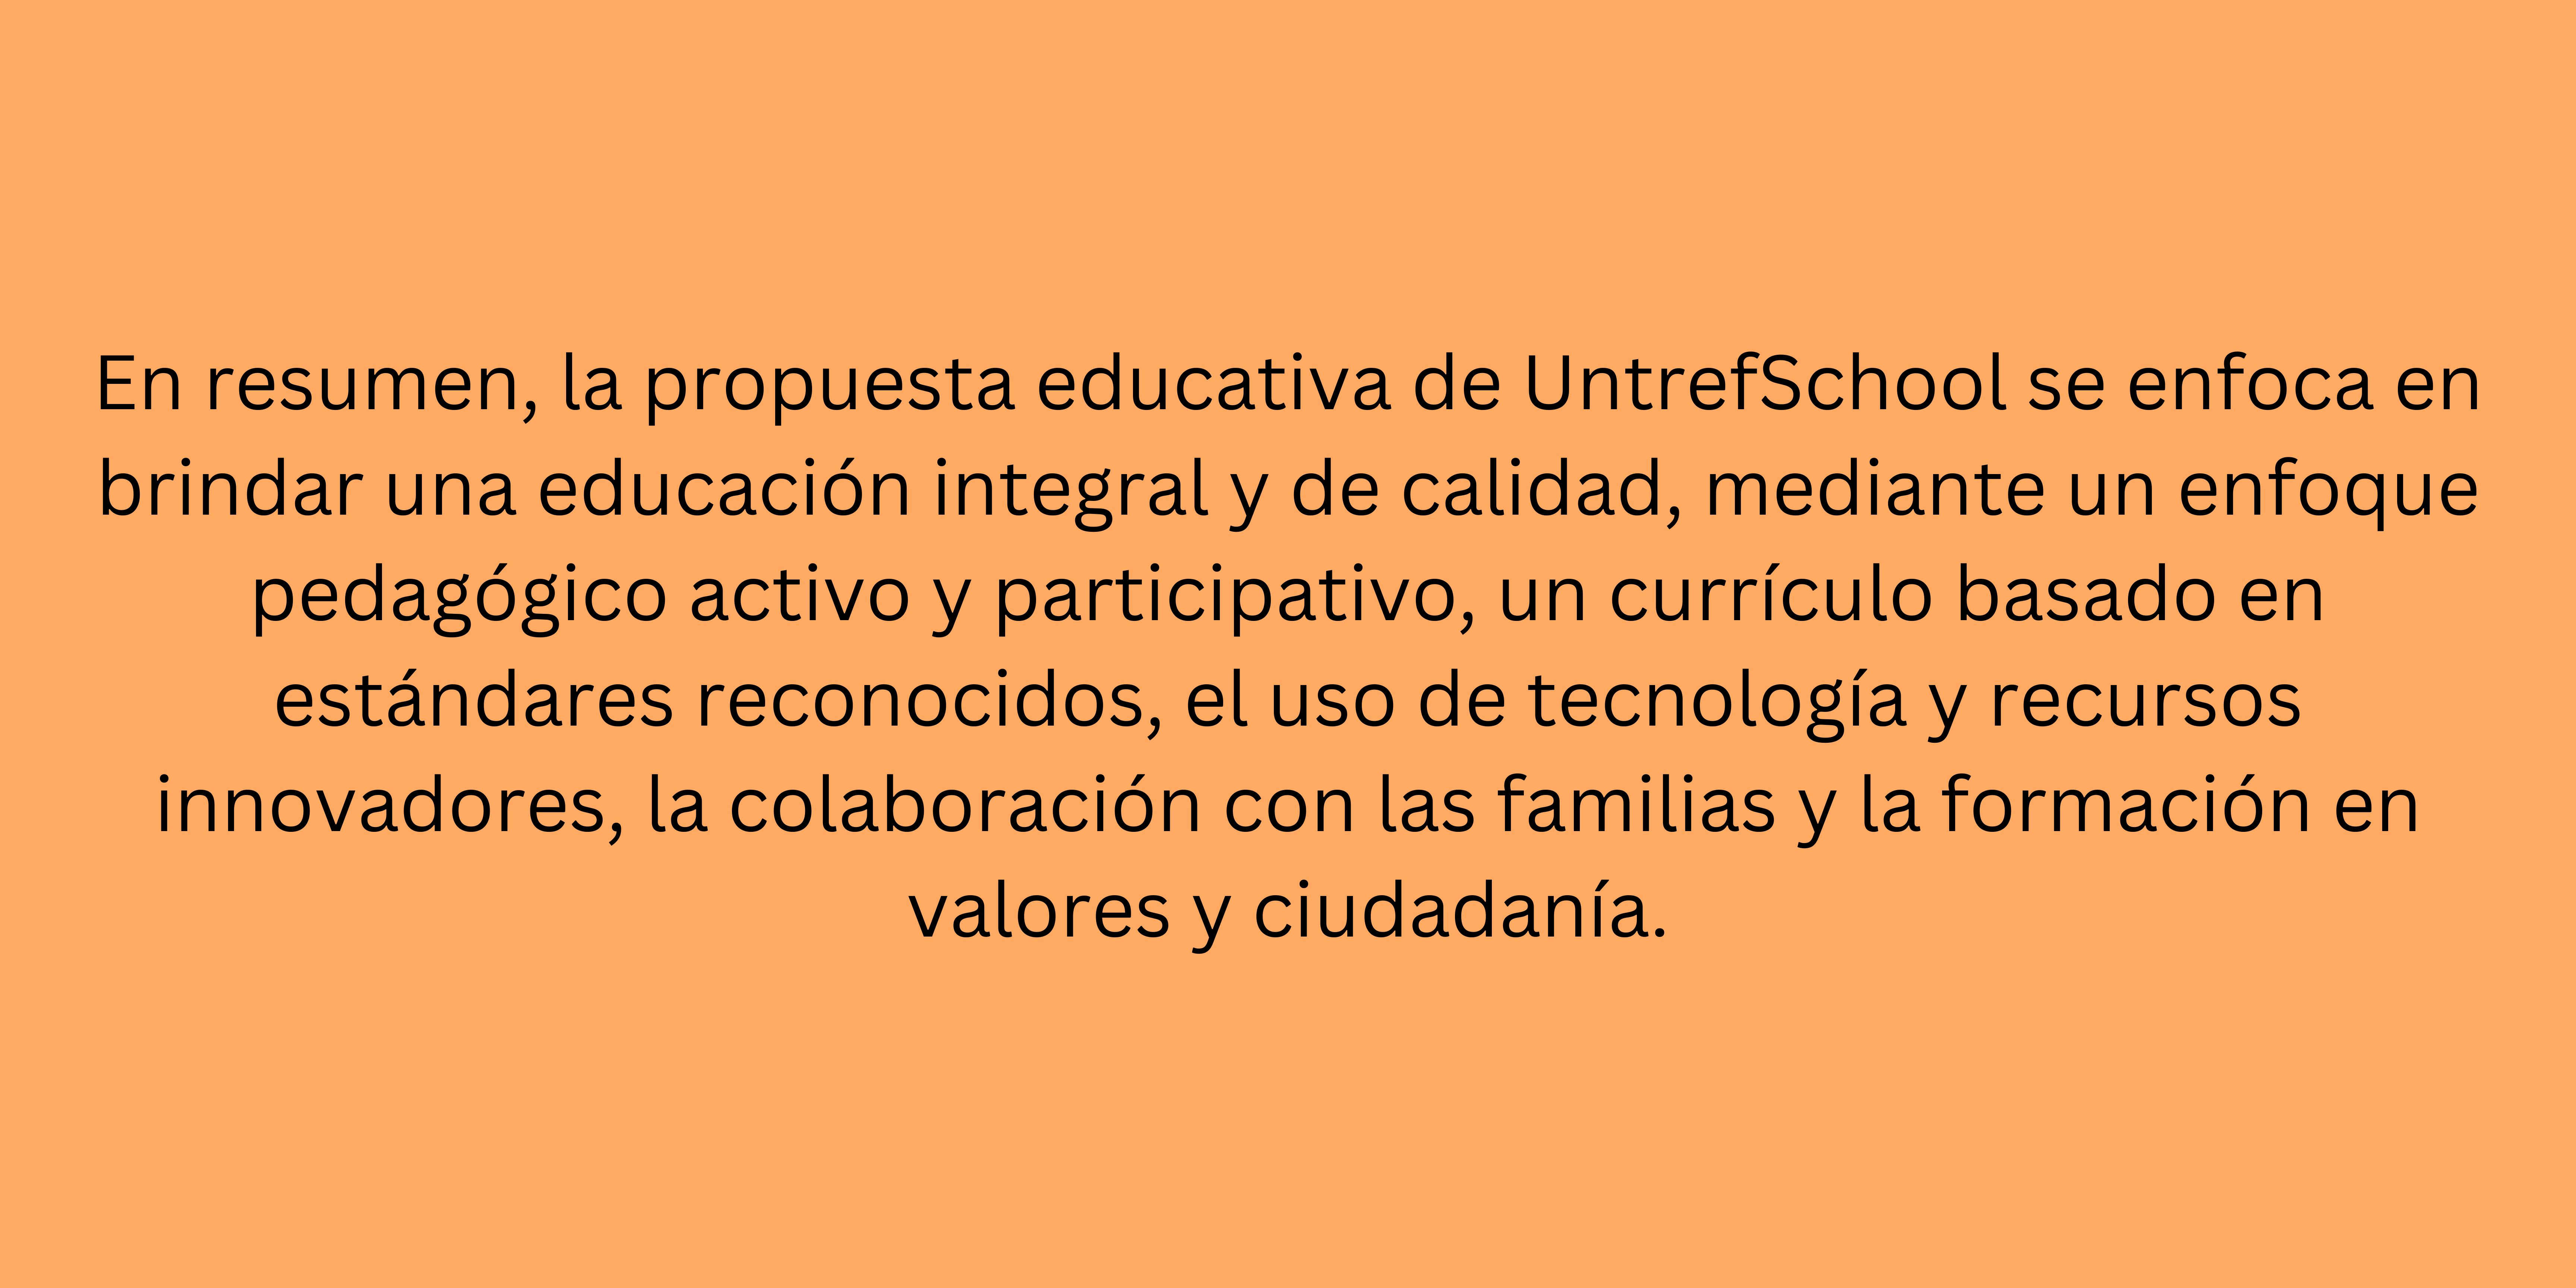 En resumen, la propuesta educativa de UntrefSchool se enfoca en
brindar una educación integral y de calidad, mediante un enfoque
pedagógico activo y participativo, un currículo basado en
estándares reconocidos, el uso de tecnología y recursos
innovadores, la colaboración con las familias y la formación en
valores y ciudadanía.